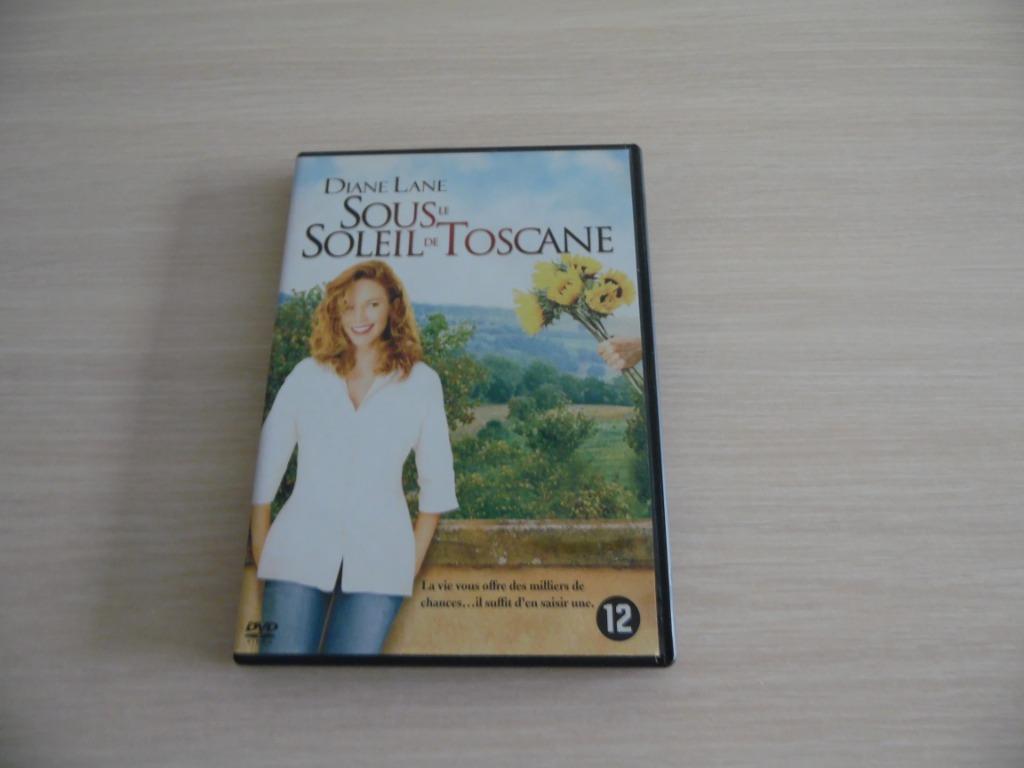 DIANE LANE
SOUS LE
SOLEIL DE TOSCANE
La vie vous offre des milliers de
chances...il suffit d'en saisir une.
12
DVD
VIDEO